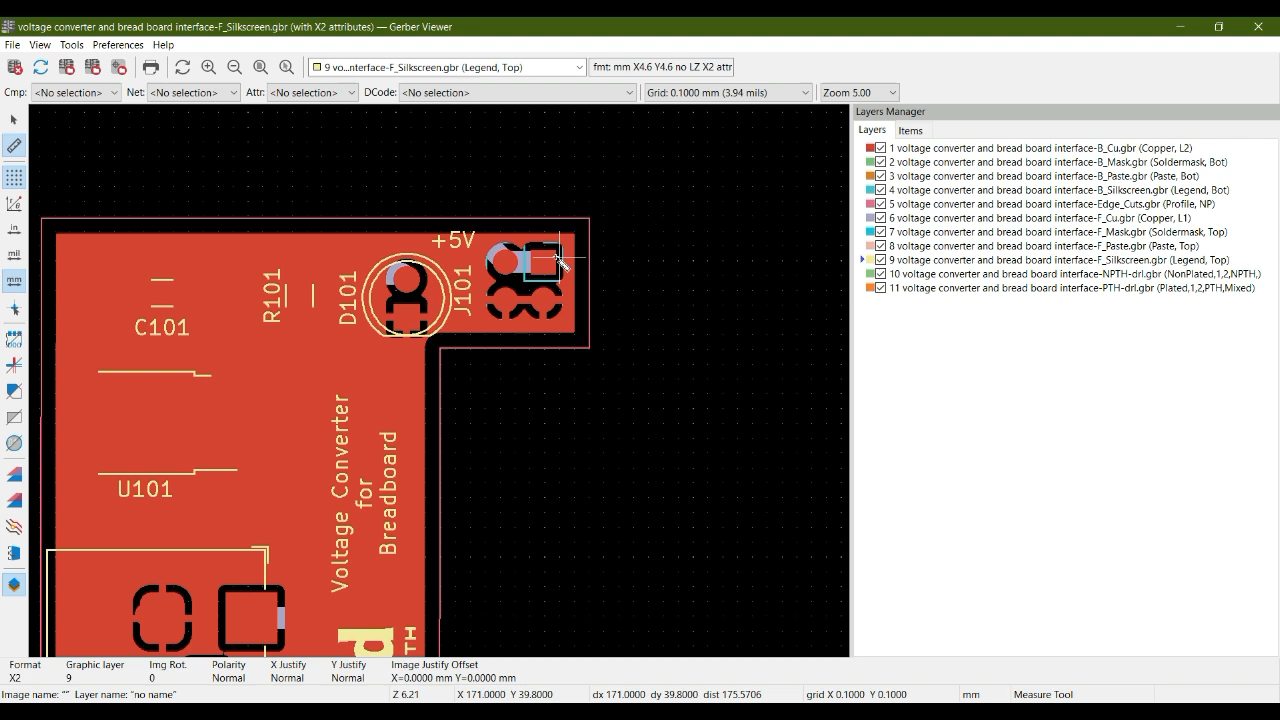 voltage converter and bread board interface-F_Silkscreen.gbr (with X2 attributes) — Gerber Viewer
File View Tools Preferences Help
9 vo...nterface-F_Silkscreen.gbr (Legend, Top) fmt: mm X4.6 Y4.6 no LZ X2 attr
Cmp: <No selection> Net: <No selection> Attr: <No selection> DCode: <No selection> Grid: 0.1000 mm (3.94 mils) Zoom 5.00
Layers Manager
Layers Items
1 voltage converter and bread board interface-B_Cu.gbr (Copper, L2)
2 voltage converter and bread board interface-B_Mask.gbr (Soldermask, Bot)
3 voltage converter and bread board interface-B_Paste.gbr (Paste, Bot)
4 voltage converter and bread board interface-B_Silkscreen.gbr (Legend, Bot)
5 voltage converter and bread board interface-Edge_Cuts.gbr (Profile, NP)
6 voltage converter and bread board interface-F_Cu.gbr (Copper, L1)
7 voltage converter and bread board interface-F_Mask.gbr (Soldermask, Top)
8 voltage converter and bread board interface-F_Paste.gbr (Paste, Top)
9 voltage converter and bread board interface-F_Silkscreen.gbr (Legend, Top)
10 voltage converter and bread board interface-NPTH-drl.gbr (NonPlated,1,2,NPTH,)
11 voltage converter and bread board interface-PTH-drl.gbr (Plated,1,2,PTH,Mixed)
in
mil
mm
+5V
C101
R101
D101
J101
U101
Voltage Converter
for
Breadboard
d
TH
Format Graphic layer Img Rot. Polarity X Justify Y Justify Image Justify Offset
X2 9 0 Normal Normal Normal X=0.0000 mm Y=0.0000 mm
Image name: "" Layer name: "no name" Z 6.21 X 171.0000 Y 39.8000 dx 171.0000 dy 39.8000 dist 175.5706 grid X 0.1000 Y 0.1000 mm Measure Tool